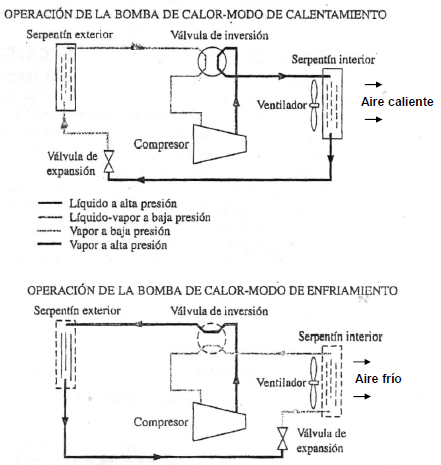 OPERACIÓN DE LA BOMBA DE CALOR-MODO DE CALENTAMIENTO
Serpentín exterior
Válvula de inversión
Serpentín interior
Ventilador
Aire caliente
Compresor
Válvula de
expansión
Líquido a alta presión
Líquido-vapor a baja presión
Vapor a baja presión
Vapor a alta presión
OPERACIÓN DE LA BOMBA DE CALOR-MODO DE ENFRIAMIENTO
Serpentín exterior
Válvula de inversión
Serpentín interior
Ventilador
Aire frío
Compresor
Válvula de
expansión